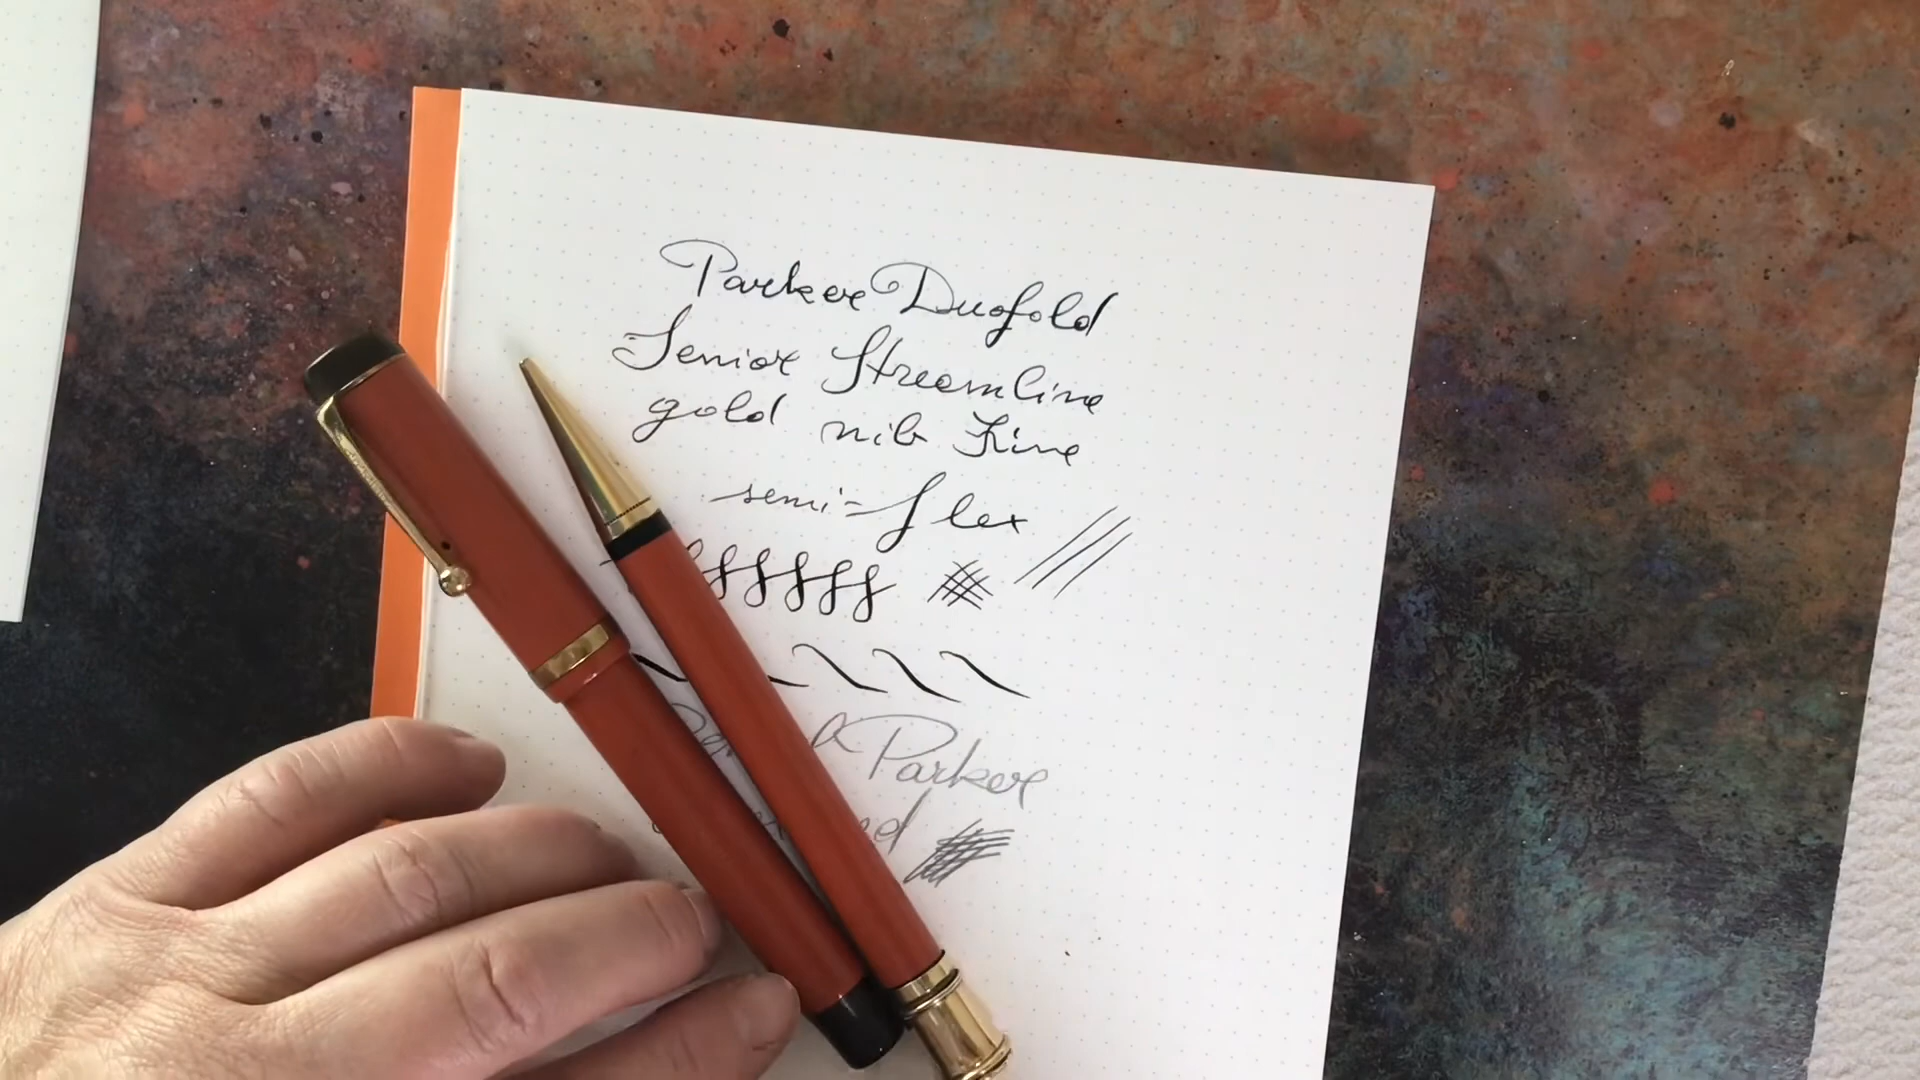 Parker Duofold
Senior Streamline
gold nib Fine
semi-flex
Parker